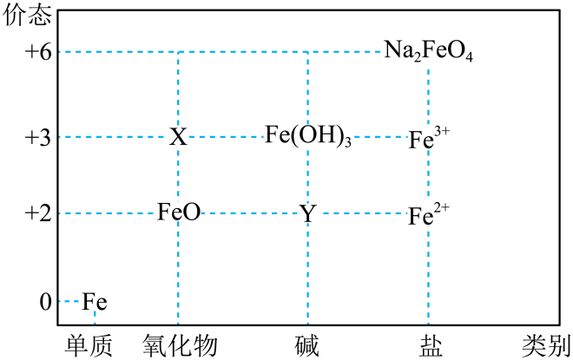 价态
+6 Na₂FeO₄
+3 X Fe(OH)₃ Fe³⁺
+2 FeO Y Fe²⁺
0 Fe
单质 氧化物 碱 盐 类别